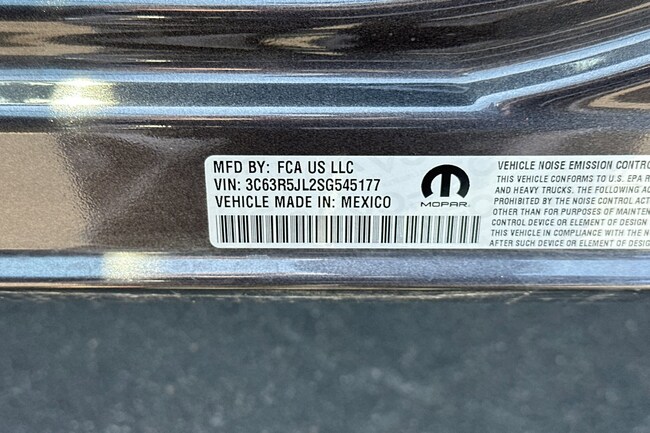 MFD BY: FCA US LLC
VIN: 3C63R5JL2SG545177
VEHICLE MADE IN: MEXICO
MOPAR
VEHICLE NOISE EMISSION CONTRO
THIS VEHICLE CONFORMS TO U.S. EPA R
AND HEAVY TRUCKS. THE FOLLOWING AC
PROHIBITED BY THE NOISE CONTROL ACT
OTHER THAN FOR PURPOSES OF MAINTEN
CONTROL DEVICE OR ELEMENT OF DESIGN
THIS VEHICLE IN COMPLIANCE WITH THE N
AFTER SUCH DEVICE OR ELEMENT OF DESIG